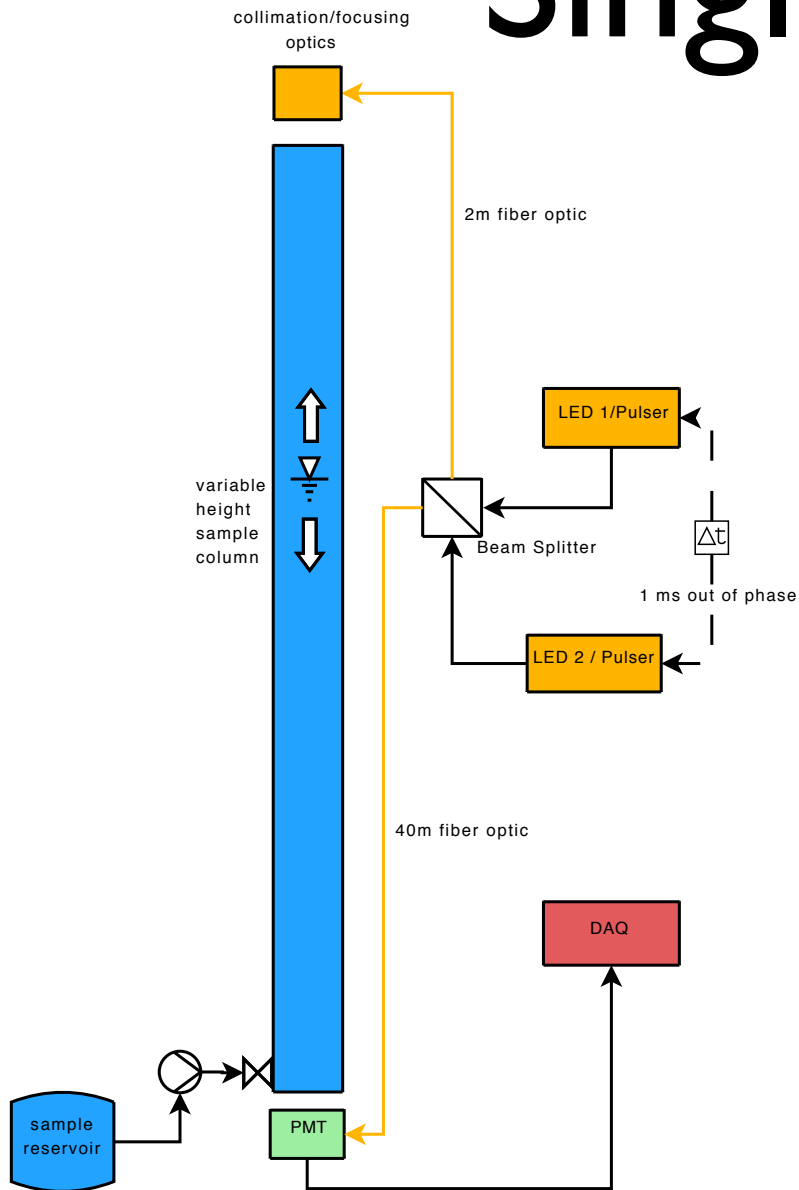 collimation/focusing
optics
2m fiber optic
LED 1/Pulser
variable
height
sample
column
Beam Splitter
Δt
1 ms out of phase
LED 2 / Pulser
40m fiber optic
DAQ
sample
reservoir
PMT